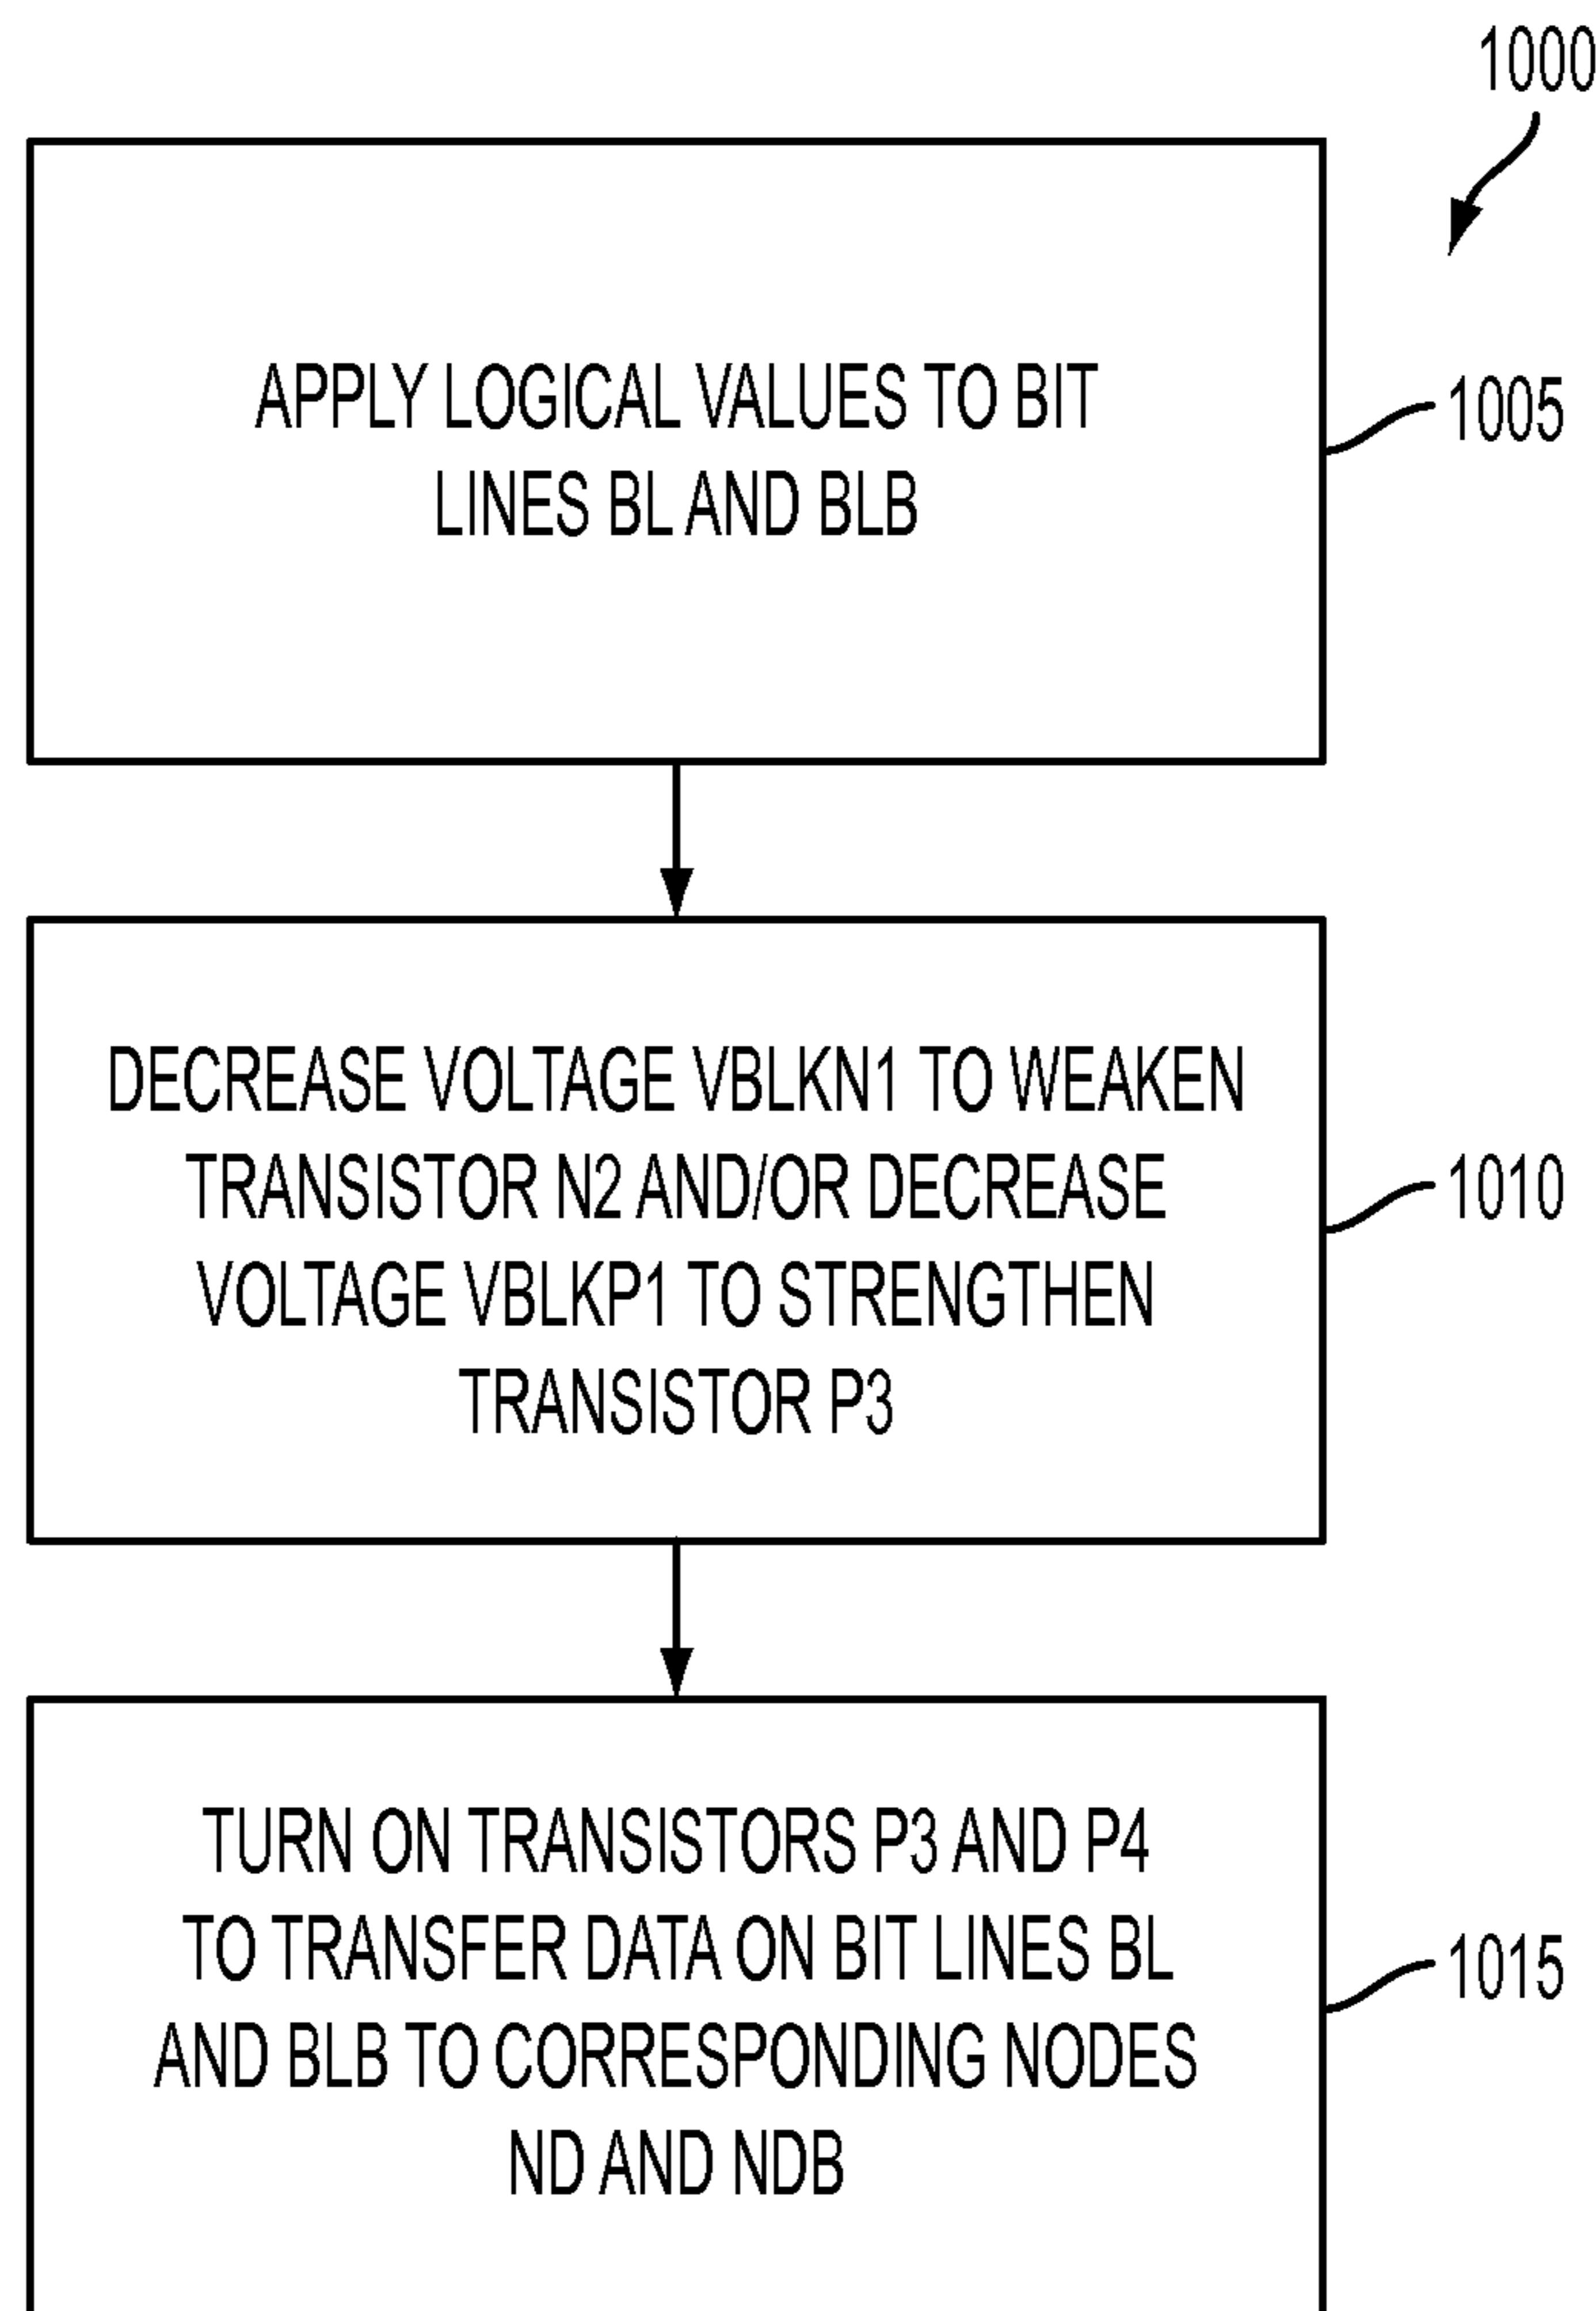 1000
APPLY LOGICAL VALUES TO BIT
LINES BL AND BLB
1005
DECREASE VOLTAGE VBLKN1 TO WEAKEN
TRANSISTOR N2 AND/OR DECREASE
VOLTAGE VBLKP1 TO STRENGTHEN
TRANSISTOR P3
1010
TURN ON TRANSISTORS P3 AND P4
TO TRANSFER DATA ON BIT LINES BL
AND BLB TO CORRESPONDING NODES
ND AND NDB
1015